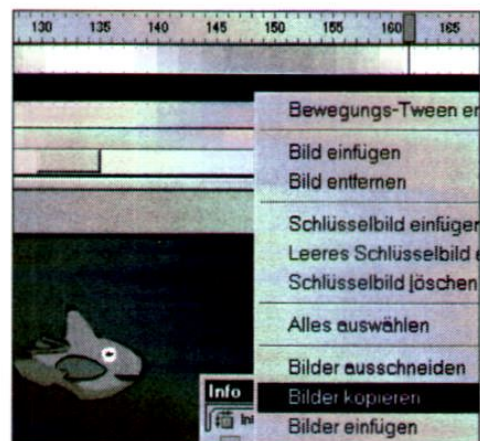 130 135 140 145 150 155 160 165
Bewegungs-Tween er
Bild einfügen
Bild entfernen
Schlüsselbild einfüger
Leeres Schlüsselbild e
Schlüsselbild löschen
Alles auswählen
Bilder ausschneiden
Info
Bilder kopieren
Bilder einfügen